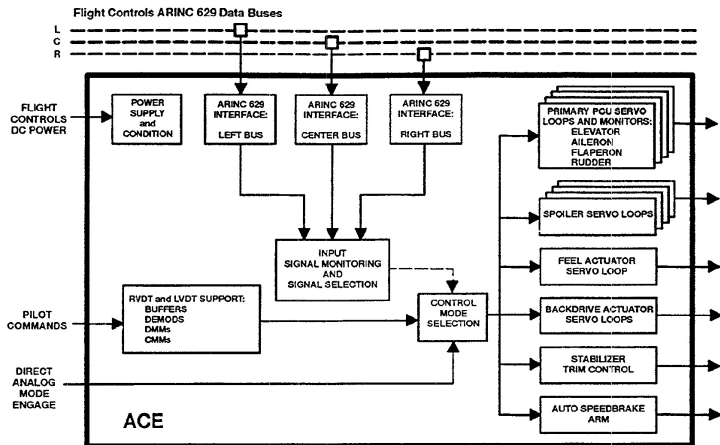 Flight Controls ARINC 629 Data Buses
L
C
R
FLIGHT
CONTROLS
DC POWER
POWER
SUPPLY
and
CONDITION
ARINC 629
INTERFACE:
LEFT BUS
ARINC 629
INTERFACE:
CENTER BUS
ARINC 629
INTERFACE:
RIGHT BUS
PRIMARY PCU SERVO
LOOPS AND MONITORS:
ELEVATOR
AILERON
FLAPERON
RUDDER
SPOILER SERVO LOOPS
INPUT
SIGNAL MONITORING
AND
SIGNAL SELECTION
FEEL ACTUATOR
SERVO LOOP
PILOT
COMMANDS
RVDT and LVDT SUPPORT:
BUFFERS
DEMODS
DMMs
CMMs
CONTROL
MODE
SELECTION
BACKDRIVE ACTUATOR
SERVO LOOPS
STABILIZER
TRIM CONTROL
DIRECT
ANALOG
MODE
ENGAGE
AUTO SPEEDBRAKE
ARM
ACE